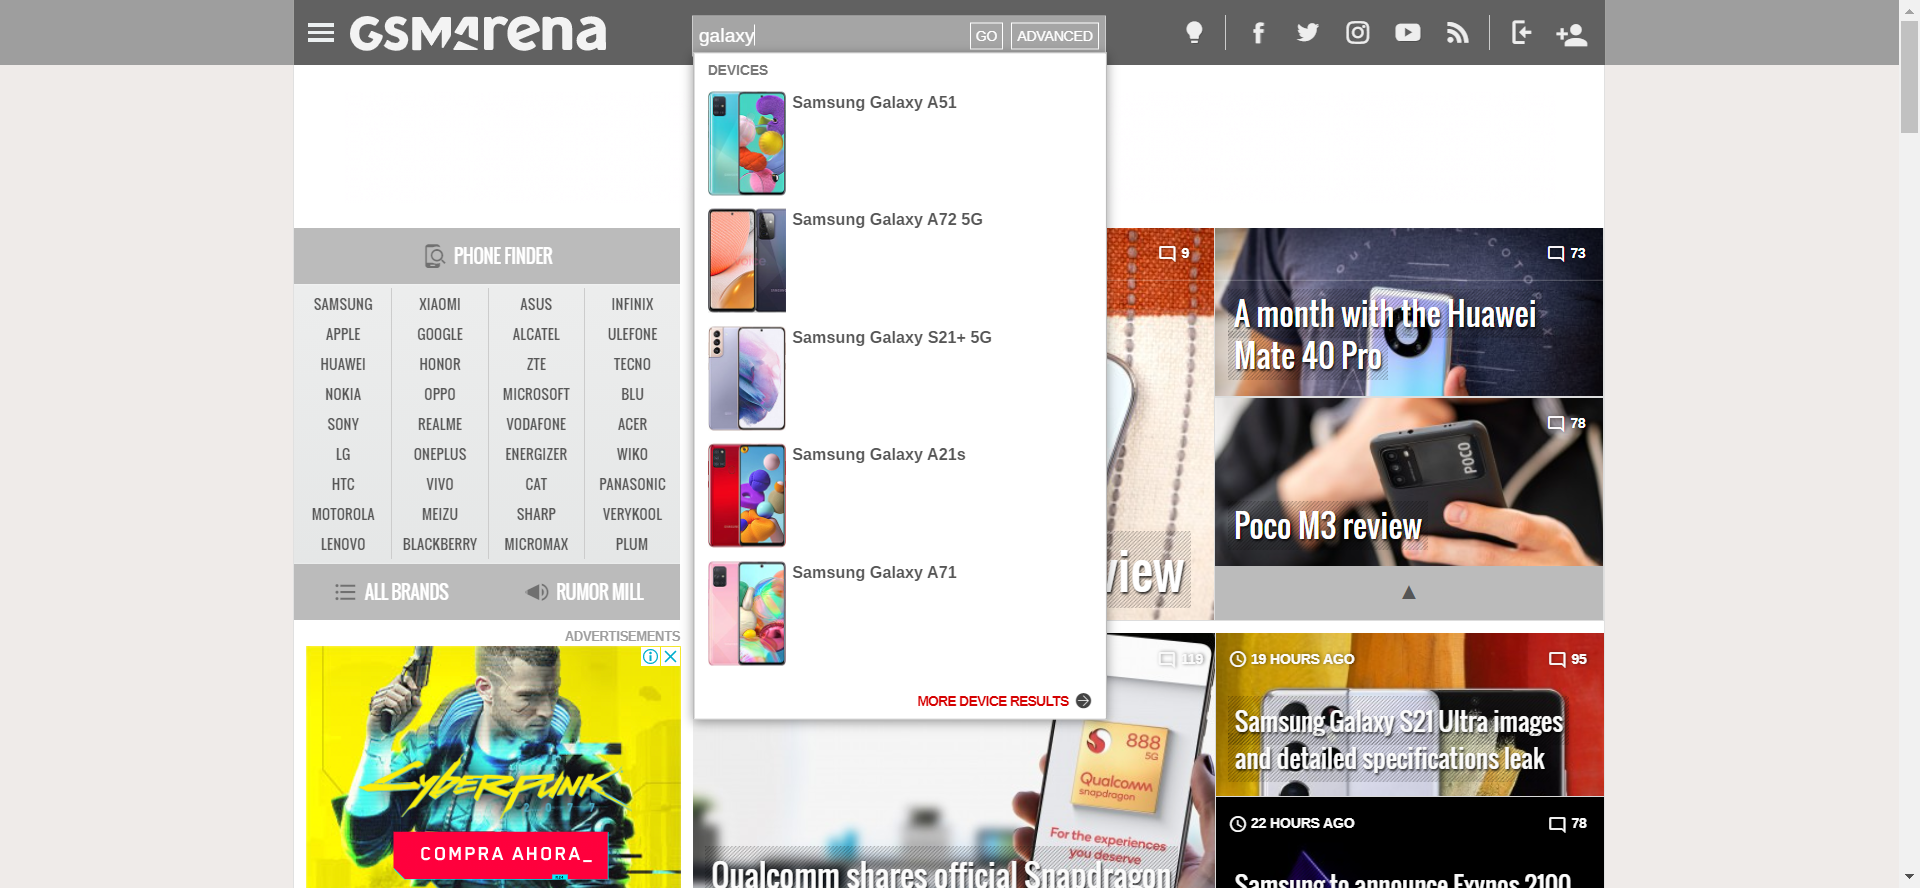 GSMArena
galaxy
GO
ADVANCED
DEVICES
Samsung Galaxy A51
Samsung Galaxy A72 5G
Samsung Galaxy S21+ 5G
Samsung Galaxy A21s
Samsung Galaxy A71
MORE DEVICE RESULTS
PHONE FINDER
SAMSUNG XIAOMI ASUS INFINIX
APPLE GOOGLE ALCATEL ULEFONE
HUAWEI HONOR ZTE TECNO
NOKIA OPPO MICROSOFT BLU
SONY REALME VODAFONE ACER
LG ONEPLUS ENERGIZER WIKO
HTC VIVO CAT PANASONIC
MOTOROLA MEIZU SHARP VERYKOOL
LENOVO BLACKBERRY MICROMAX PLUM
ALL BRANDS RUMOR MILL
ADVERTISEMENTS
CYBERPUNK
2077
COMPRA AHORA_
9
view
73
A month with the Huawei
Mate 40 Pro
78
POCO
Poco M3 review
▲
119
888
5G
Qualcomm
snapdragon
For the experiences
you deserve
Qualcomm shares official Snapdragon
19 HOURS AGO
95
Samsung Galaxy S21 Ultra images
and detailed specifications leak
22 HOURS AGO
78
Samsung to announce Exynos 2100